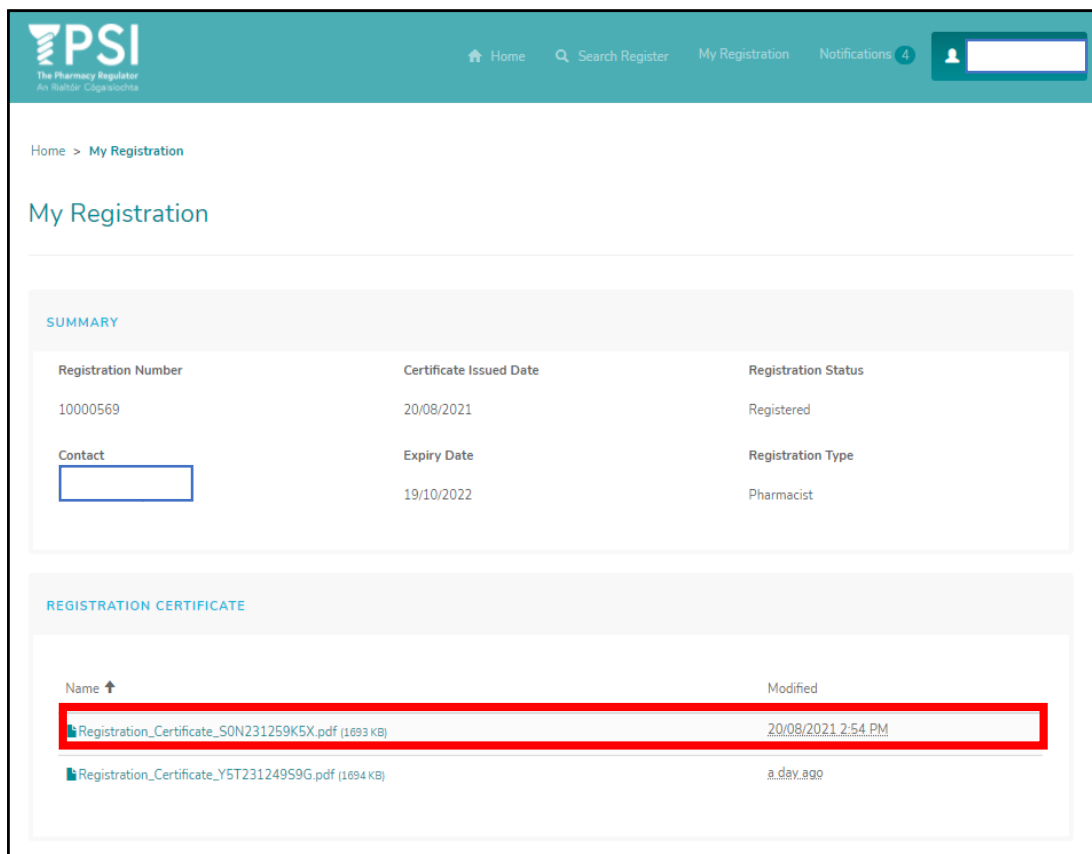 PSI
The Pharmacy Regulator
An Rialtóir Cógaisíochta
Home Search Register My Registration Notifications 4
Home > My Registration
My Registration
SUMMARY
Registration Number Certificate Issued Date Registration Status
10000569 20/08/2021 Registered
Contact Expiry Date Registration Type
19/10/2022 Pharmacist
REGISTRATION CERTIFICATE
Name Modified
Registration_Certificate_S0N231259K5X.pdf (1693 KB) 20/08/2021 2:54 PM
Registration_Certificate_Y5T231249S9G.pdf (1694 KB) a day ago